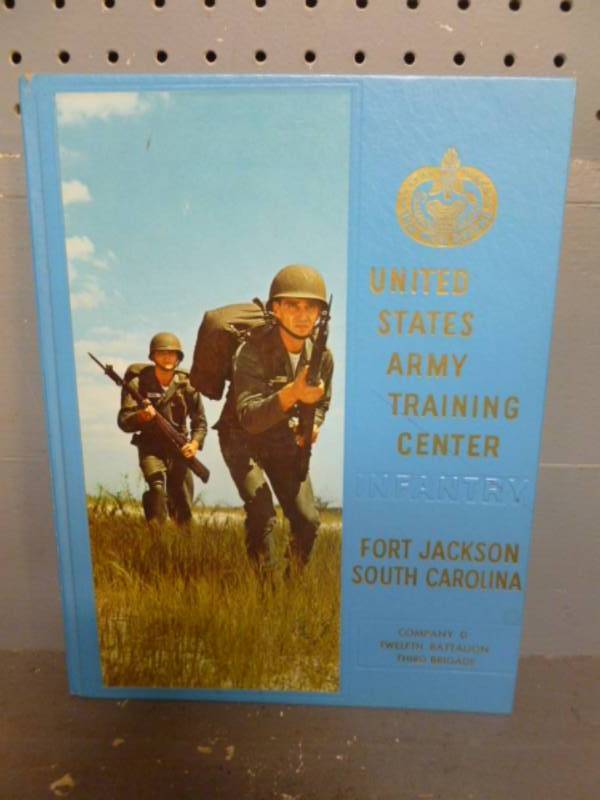 UNITED
STATES
ARMY
TRAINING
CENTER
INFANTRY
FORT JACKSON
SOUTH CAROLINA
COMPANY D
TWELFTH BATTALION
THIRD BRIGADE